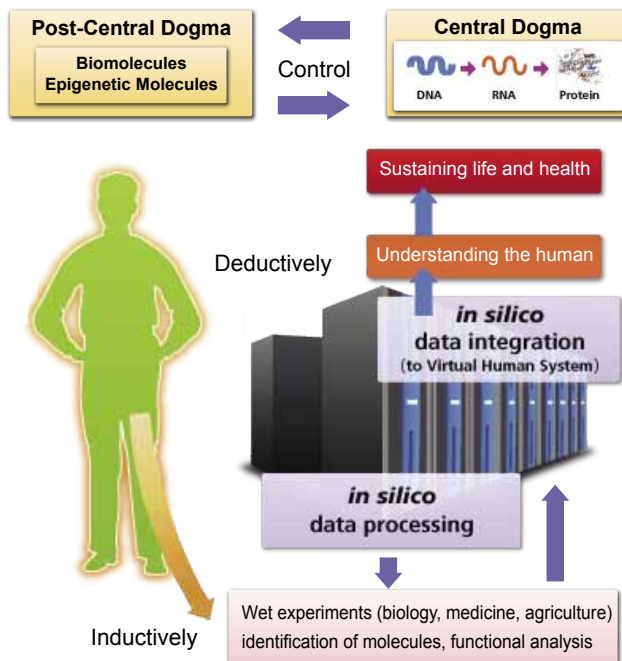 Post-Central Dogma
Biomolecules
Epigenetic Molecules
Control
Central Dogma
DNA RNA Protein
Sustaining life and health
Deductively
Understanding the human
in silico
data integration
(to Virtual Human System)
in silico
data processing
Inductively
Wet experiments (biology, medicine, agriculture)
identification of molecules, functional analysis